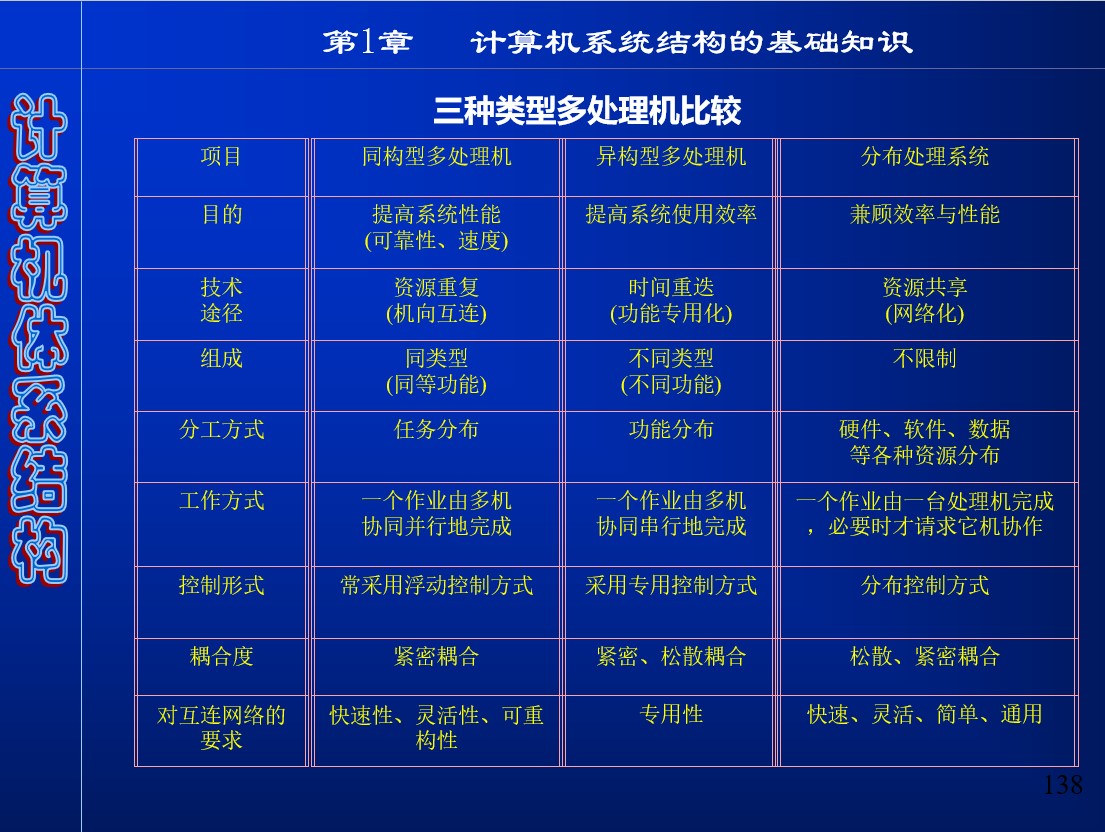 第1章 计算机系统结构的基础知识
计算机体系结构
三种类型多处理机比较
项目 同构型多处理机 异构型多处理机 分布处理系统
目的 提高系统性能 提高系统使用效率 兼顾效率与性能
(可靠性、速度)
技术 资源重复 时间重迭 资源共享
途径 (机向互连) (功能专用化) (网络化)
组成 同类型 不同类型 不限制
(同等功能) (不同功能)
分工方式 任务分布 功能分布 硬件、软件、数据
等各种资源分布
工作方式 一个作业由多机 一个作业由多机 一个作业由一台处理机完成
协同并行地完成 协同串行地完成 ，必要时才请求它机协作
控制形式 常采用浮动控制方式 采用专用控制方式 分布控制方式
耦合度 紧密耦合 紧密、松散耦合 松散、紧密耦合
对互连网络的 快速性、灵活性、可重 专用性 快速、灵活、简单、通用
要求 构性
138